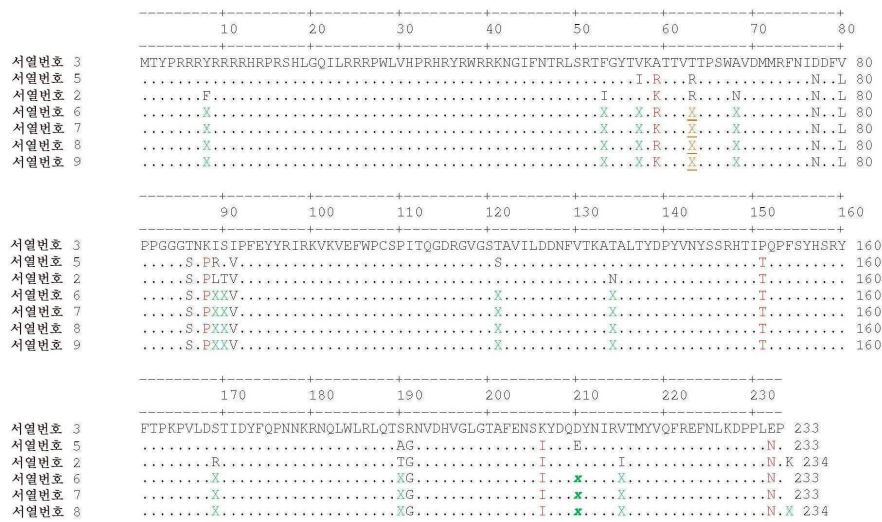 ----------+---------+---------+---------+---------+---------+---------+---------+
10 20 30 40 50 60 70 80
----------+---------+---------+---------+---------+---------+---------+---------+
서열번호 3 MTYPRRRYRRRRHRPRSHLGQILRRRPWLVHPRHRYRWRRKNGIFNTRLSRTFGYTVKATTVTTPSWAVDMMRFNIDDFV 80
서열번호 5 ........................................................I.R...R.............N..L 80
서열번호 2 .......F............................................I.....K...R....N........N..L 80
서열번호 6 .......X............................................X...X.R...X....X........N..L 80
서열번호 7 .......X............................................X...X.K...X....X........N..L 80
서열번호 8 .......X............................................X...X.R...X....X........N..L 80
서열번호 9 .......X............................................X...X.K...X....X........N..L 80
----------+---------+---------+---------+---------+---------+---------+---------+
90 100 110 120 130 140 150 160
----------+---------+---------+---------+---------+---------+---------+---------+
서열번호 3 PPGGGTNKISIPFEYYRIRKVKVEFWPCSPITQGDRGVGSTAVILDDNFVTKATALTYDPYVNYSSRHTIPQPFSYHSRY 160
서열번호 5 .....S.PR.V.............................S.............................T......... 160
서열번호 2 .....S.PLTV..........................................N................T......... 160
서열번호 6 .....S.PXXV.............................X............X................T......... 160
서열번호 7 .....S.PXXV.............................X............X................T......... 160
서열번호 8 .....S.PXXV.............................X............X................T......... 160
서열번호 9 .....S.PXXV.............................X............X................T......... 160
----------+---------+---------+---------+---------+---------+---------+---
170 180 190 200 210 220 230
----------+---------+---------+---------+---------+---------+---------+---
서열번호 3 FTPKPVLDSTIDYFQPNNKRNQLWLRLQTSRNVDHVGLGTAFENSKYDQDYNIRVTMYVQFREFNLKDPPLEP 233
서열번호 5 .............................AG..............I...E.....................N. 233
서열번호 2 ........R....................TG..............I........I................N.K 234
서열번호 6 ........X....................XG..............I...x....X................N. 233
서열번호 7 ........X....................XG..............I...x....X................N. 233
서열번호 8 ........X....................XG..............I...x....X................N.X 234